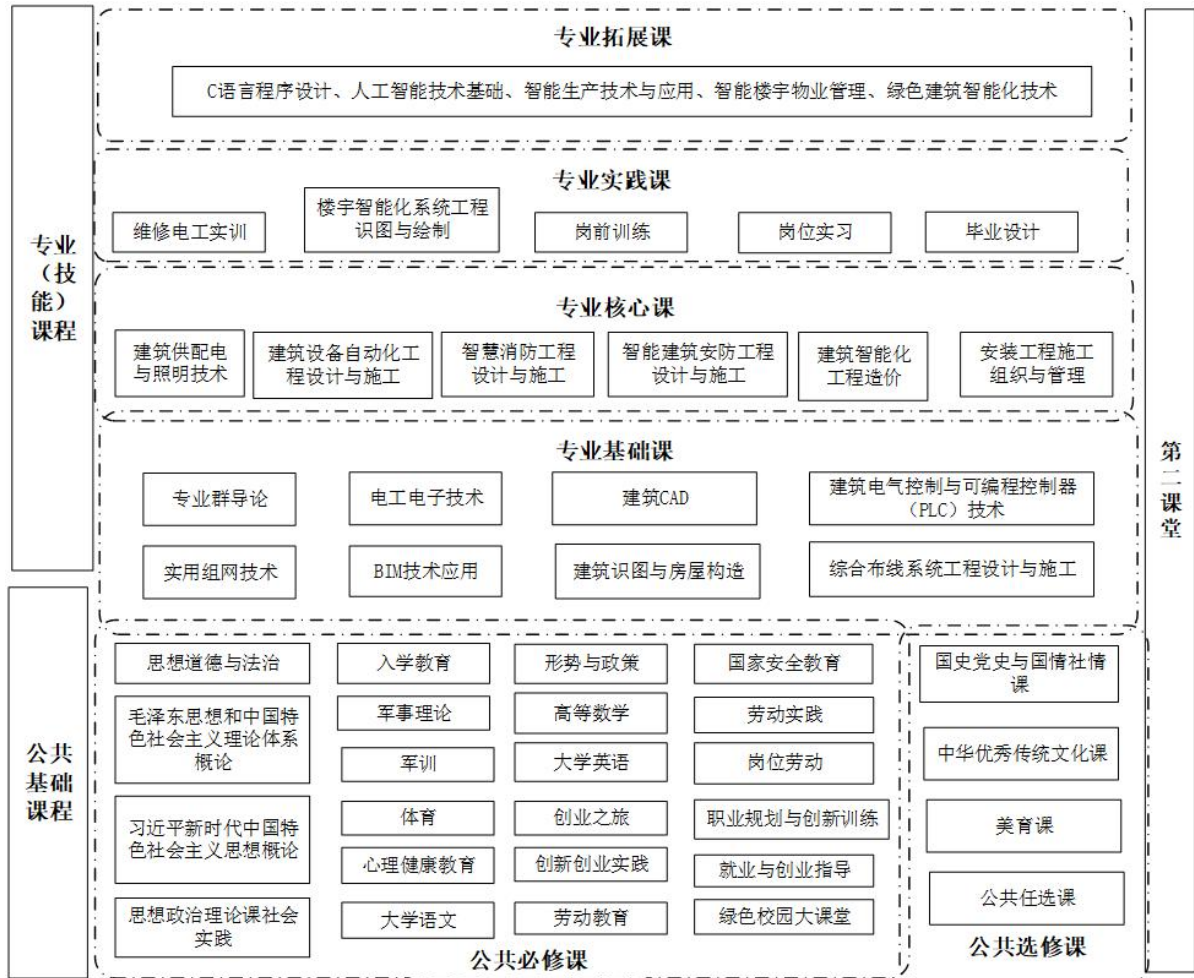 专业拓展课
C语言程序设计、人工智能技术基础、智能生产技术与应用、智能楼宇物业管理、绿色建筑智能化技术
专业
（技
能）
课程
专业实践课
维修电工实训
楼宇智能化系统工程
识图与绘制
岗前训练
岗位实习
毕业设计
专业核心课
建筑供配电
与照明技术
建筑设备自动化工
程设计与施工
智慧消防工程
设计与施工
智能建筑安防工程
设计与施工
建筑智能化
工程造价
安装工程施工
组织与管理
专业基础课
专业群导论
电工电子技术
建筑CAD
建筑电气控制与可编程控制器
（PLC）技术
实用组网技术
BIM技术应用
建筑识图与房屋构造
综合布线系统工程设计与施工
第
二
课
堂
公共
基础
课程
思想道德与法治
毛泽东思想和中国特
色社会主义理论体系
概论
习近平新时代中国特
色社会主义思想概论
思想政治理论课社会
实践
入学教育
军事理论
军训
体育
心理健康教育
大学语文
形势与政策
高等数学
大学英语
创业之旅
创新创业实践
劳动教育
国家安全教育
劳动实践
岗位劳动
职业规划与创新训练
就业与创业指导
绿色校园大课堂
公共必修课
国史党史与国情社情
课
中华优秀传统文化课
美育课
公共任选课
公共选修课